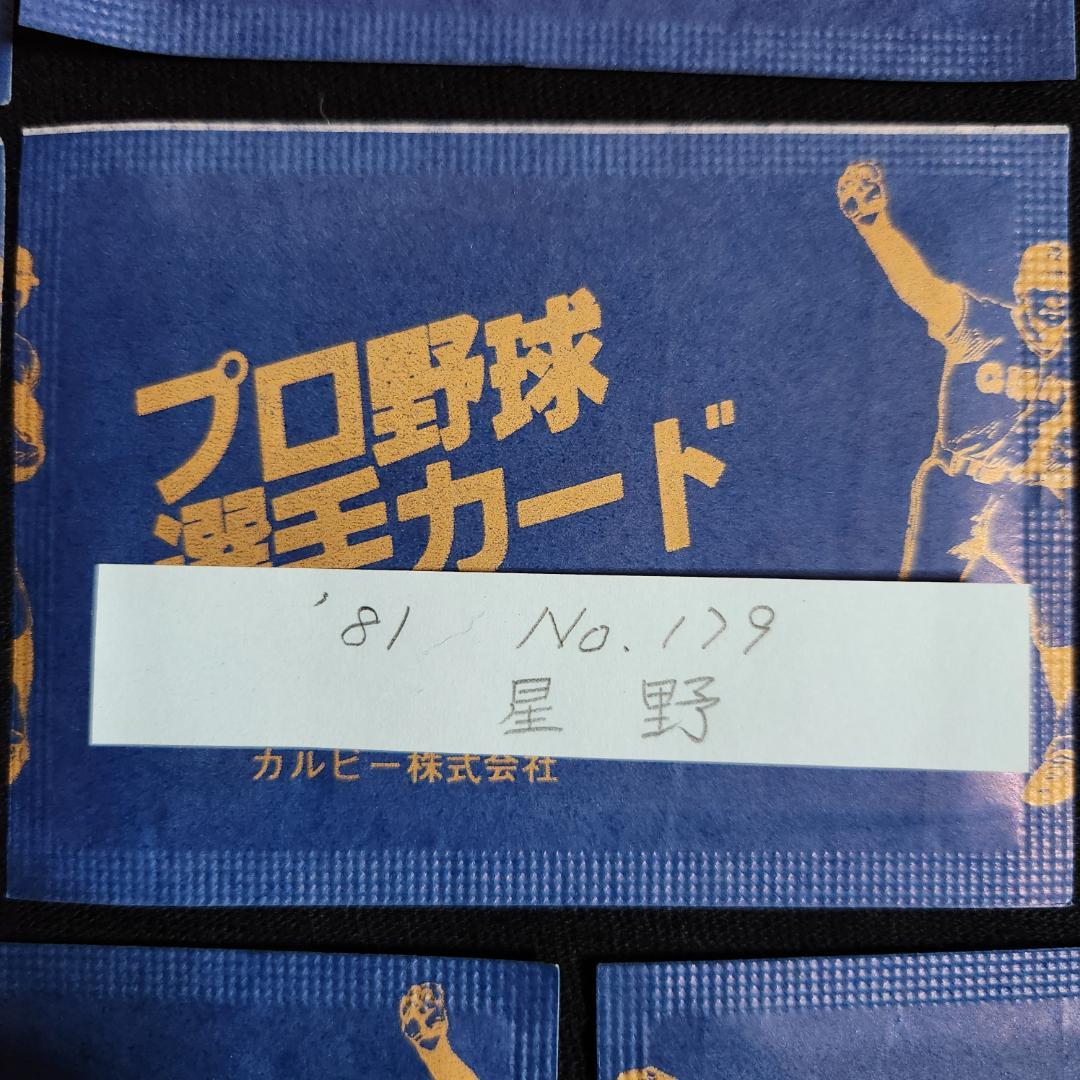 プロ野球
選手カード
'81 No.179
星野
カルビー株式会社